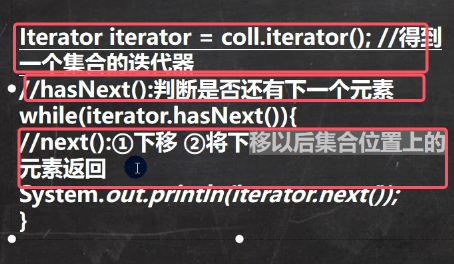 Iterator iterator = coll.iterator(); //得到
一个集合的迭代器
//hasNext():判断是否还有下一个元素
while(iterator.hasNext()){
//next():①下移 ②将下移以后集合位置上的
元素返回
System.out.println(iterator.next());
}